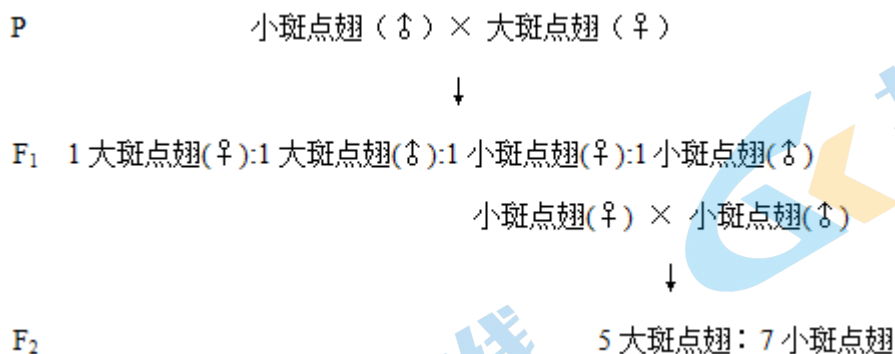 P 小斑点翅(♂)× 大斑点翅(♀)
↓
F₁ 1 大斑点翅(♀):1 大斑点翅(♂):1 小斑点翅(♀):1 小斑点翅(♂)
小斑点翅(♀) × 小斑点翅(♂)
↓
F₂ 5 大斑点翅：7 小斑点翅
线